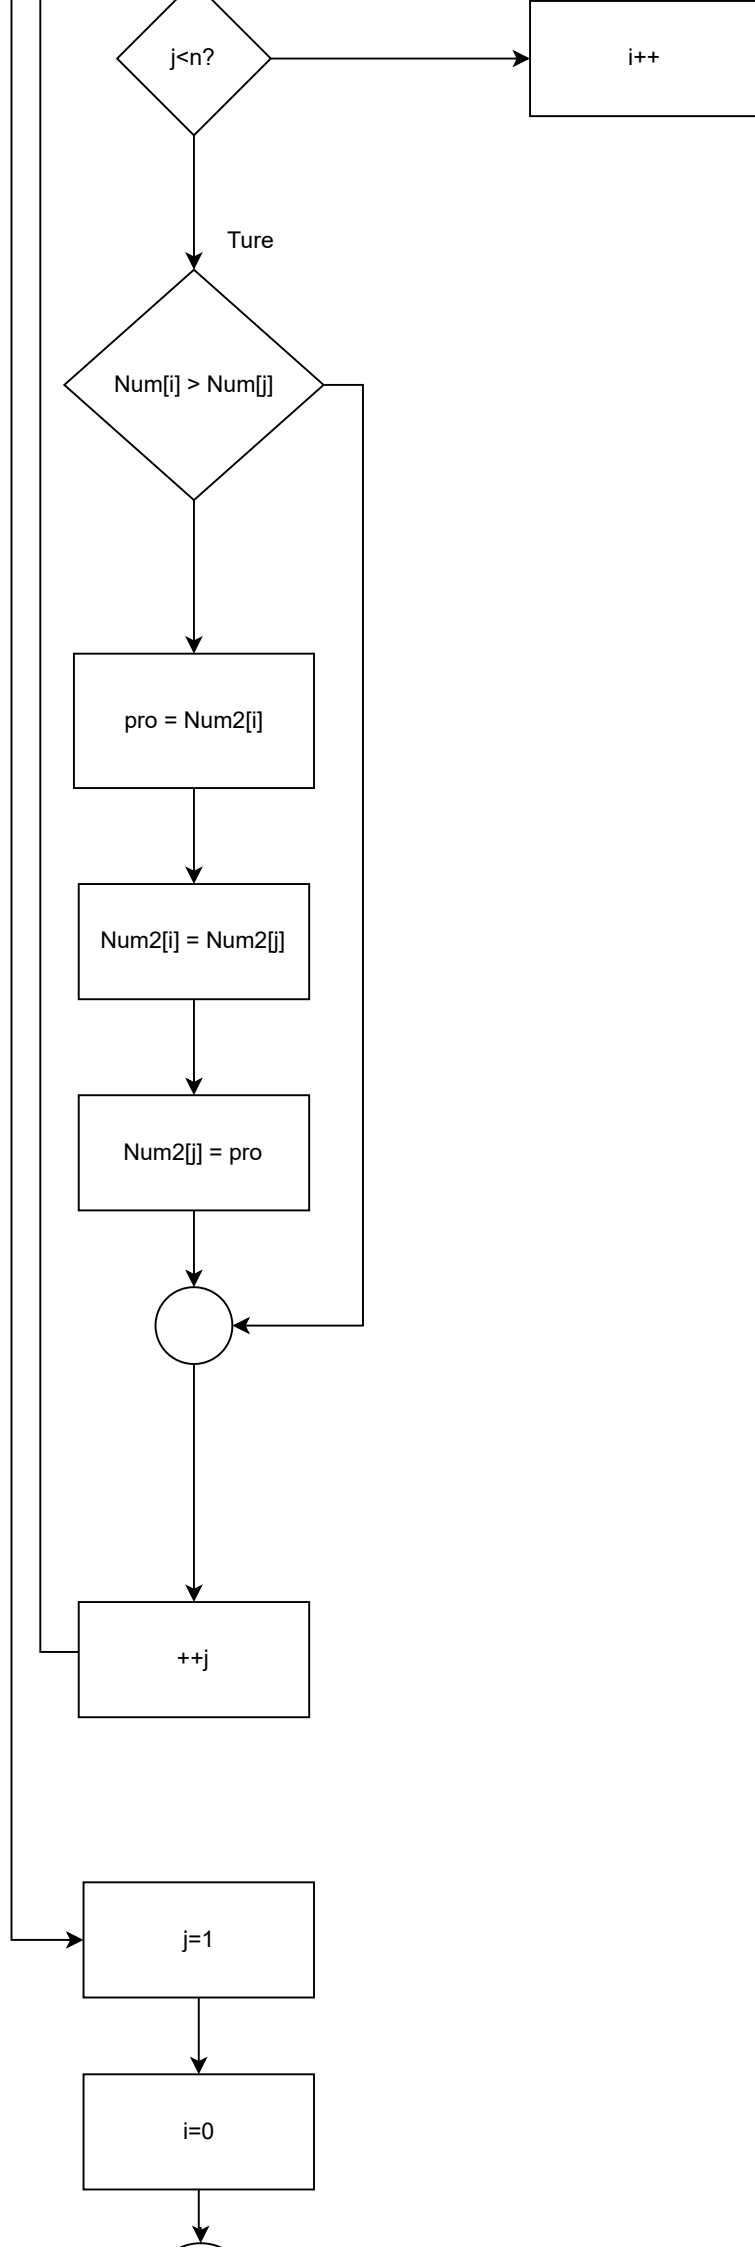 j<n?
i++
Ture
Num[i] > Num[j]
pro = Num2[i]
Num2[i] = Num2[j]
Num2[j] = pro
++j
j=1
i=0